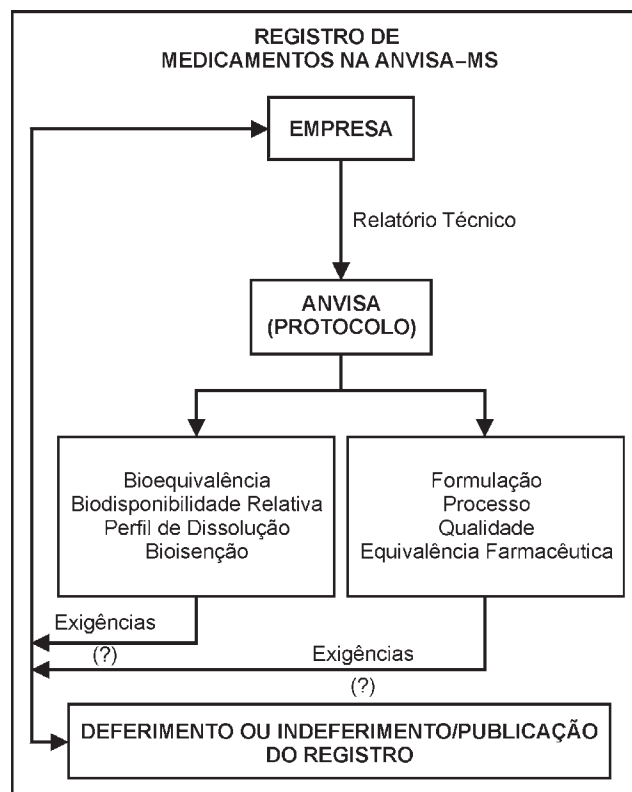 REGISTRO DE
MEDICAMENTOS NA ANVISA–MS
EMPRESA
Relatório Técnico
ANVISA
(PROTOCOLO)
Bioequivalência
Biodisponibilidade Relativa
Perfil de Dissolução
Bioisenção
Formulação
Processo
Qualidade
Equivalência Farmacêutica
Exigências
(?)
Exigências
(?)
DEFERIMENTO OU INDEFERIMENTO/PUBLICAÇÃO
DO REGISTRO